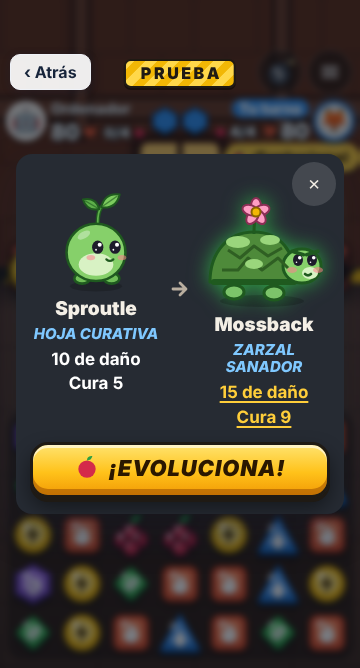 ‹ Atrás
PRUEBA
×
Sproutle
HOJA CURATIVA
10 de daño
Cura 5
→
Mossback
ZARZAL
SANADOR
15 de daño
Cura 9
¡EVOLUCIONA!